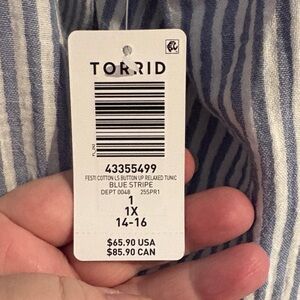 TORRID
43355499
FESTI COTTON LS BUTTON UP RELAXED TUNIC
BLUE STRIPE
DEPT 0048 25SPR1
1
1X
14-16
$65.90 USA
$85.90 CAN